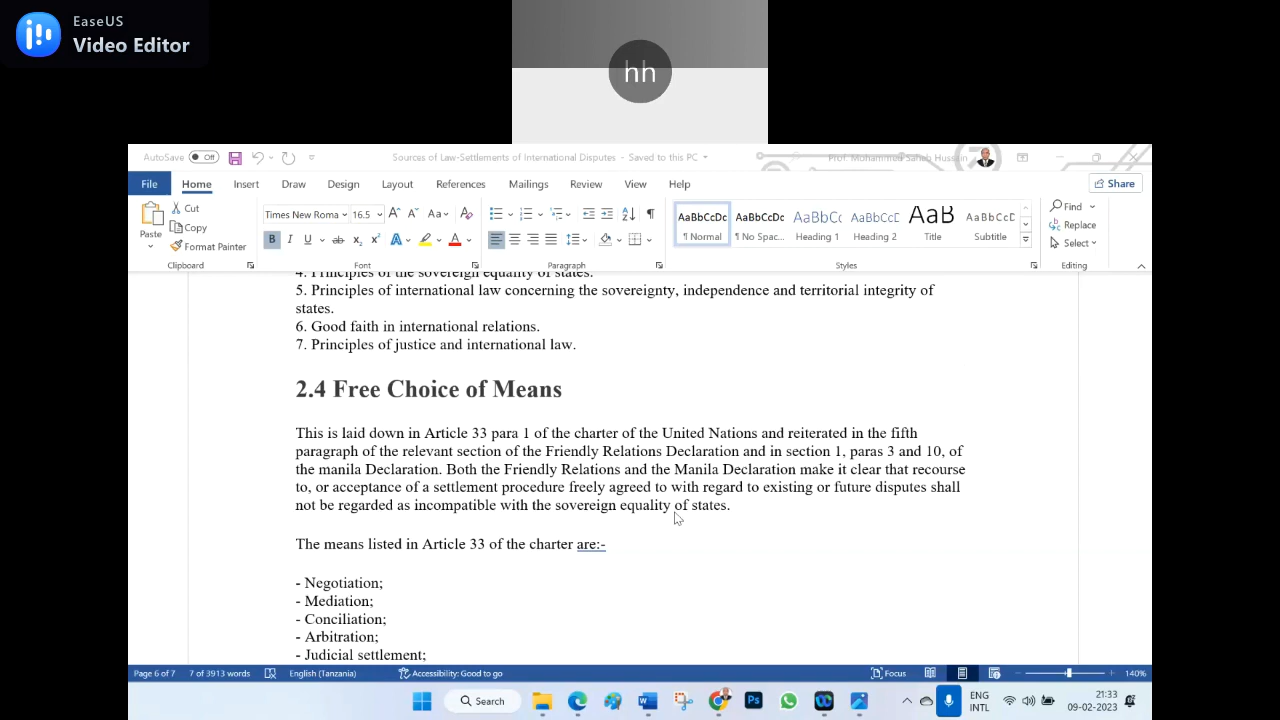 EaseUS
Video Editor
hh
AutoSave Off Sources of Law-Settlements of International Disputes - Saved to this PC Prof. Mohammed Saheb Hussain
File Home Insert Draw Design Layout References Mailings Review View Help Share
Paste Cut Copy Format Painter
Times New Roma 16.5
AaBbCcDc AaBbCcDc AaBbCc AaBbCcD AaB AaBbCcD
¶ Normal ¶ No Spac... Heading 1 Heading 2 Title Subtitle
Find Replace Select
Clipboard Font Paragraph Styles Editing
4. Principles of the sovereign equality of states.
5. Principles of international law concerning the sovereignty, independence and territorial integrity of
states.
6. Good faith in international relations.
7. Principles of justice and international law.
2.4 Free Choice of Means
This is laid down in Article 33 para 1 of the charter of the United Nations and reiterated in the fifth
paragraph of the relevant section of the Friendly Relations Declaration and in section 1, paras 3 and 10, of
the manila Declaration. Both the Friendly Relations and the Manila Declaration make it clear that recourse
to, or acceptance of a settlement procedure freely agreed to with regard to existing or future disputes shall
not be regarded as incompatible with the sovereign equality of states.
The means listed in Article 33 of the charter are:-
- Negotiation;
- Mediation;
- Conciliation;
- Arbitration;
- Judicial settlement;
Page 6 of 7 7 of 3913 words English (Tanzania) Accessibility: Good to go Focus 140%
Search Ps ENG INTL 21:33 09-02-2023